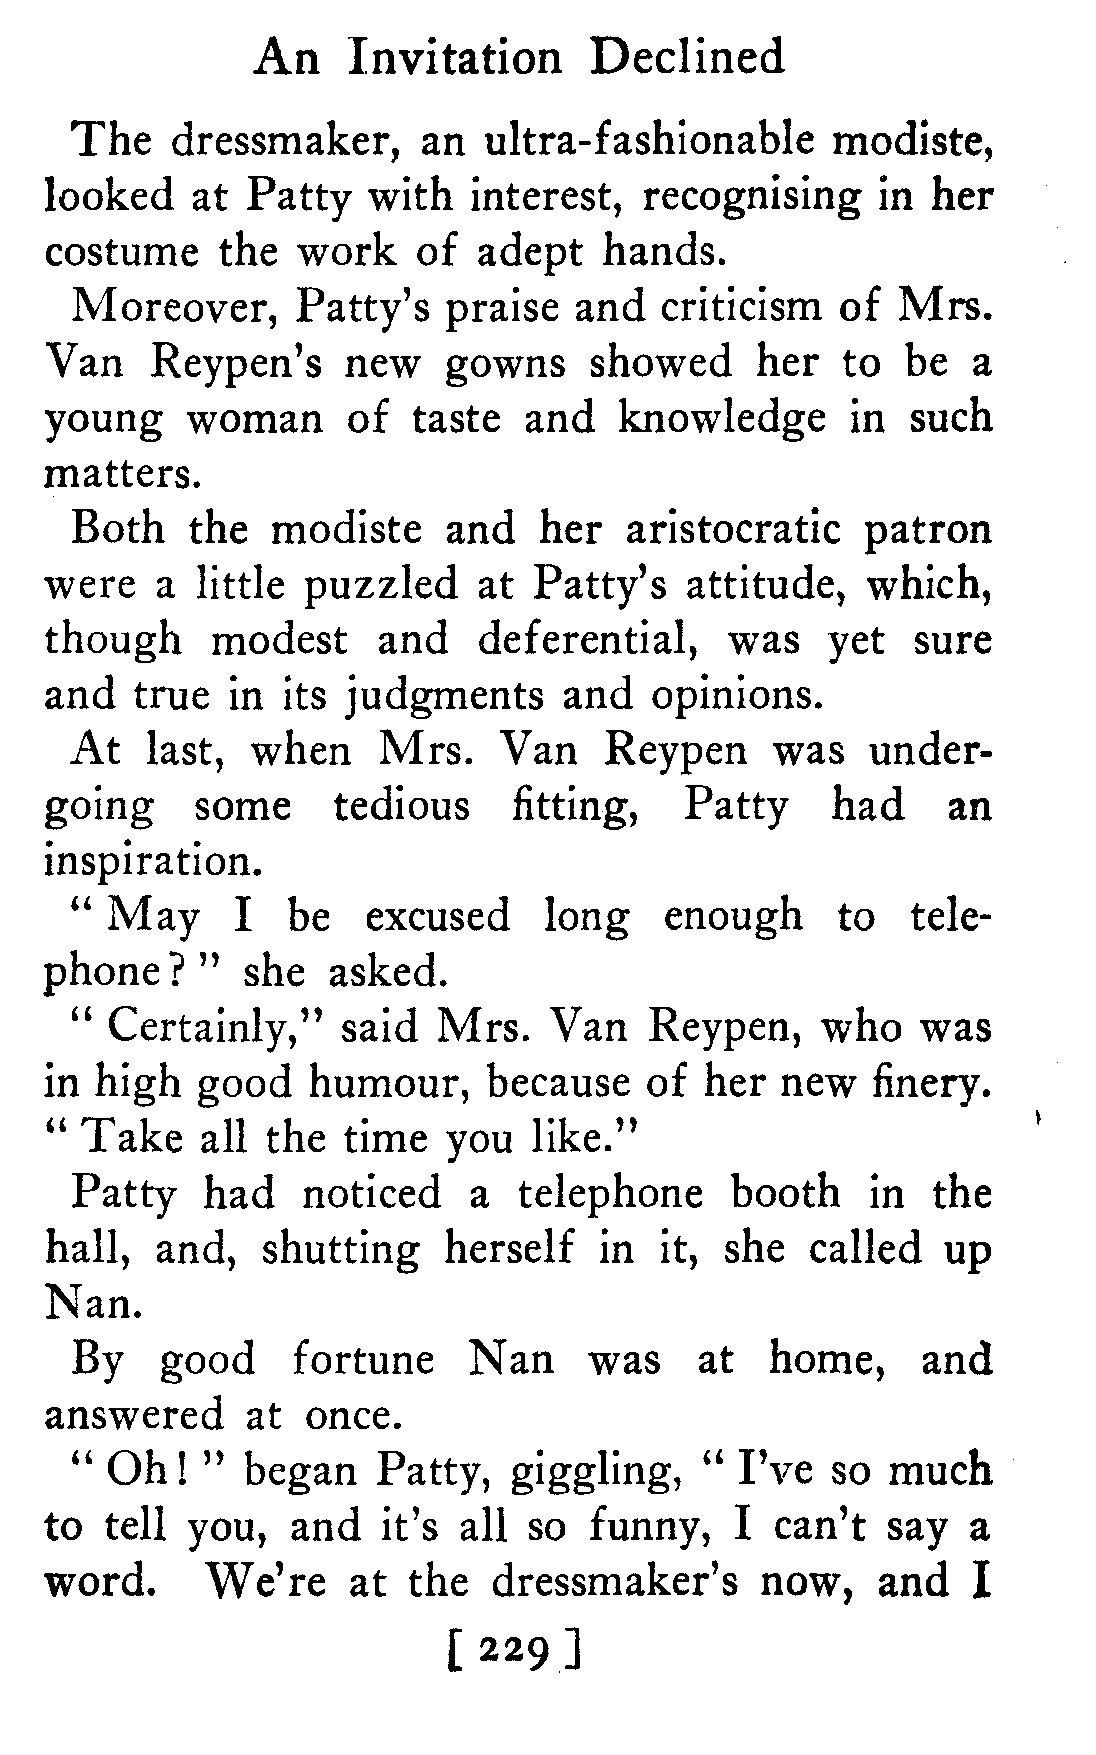 An Invitation Declined
The dressmaker, an ultra-fashionable modiste,
looked at Patty with interest, recognising in her
costume the work of adept hands.
Moreover, Patty's praise and criticism of Mrs.
Van Reypen's new gowns showed her to be a
young woman of taste and knowledge in such
matters.
Both the modiste and her aristocratic patron
were a little puzzled at Patty's attitude, which,
though modest and deferential, was yet sure
and true in its judgments and opinions.
At last, when Mrs. Van Reypen was under-
going some tedious fitting, Patty had an
inspiration.
" May I be excused long enough to tele-
phone? " she asked.
" Certainly," said Mrs. Van Reypen, who was
in high good humour, because of her new finery.
" Take all the time you like."
Patty had noticed a telephone booth in the
hall, and, shutting herself in it, she called up
Nan.
By good fortune Nan was at home, and
answered at once.
" Oh! " began Patty, giggling, " I've so much
to tell you, and it's all so funny, I can't say a
word. We're at the dressmaker's now, and I
[ 229 ]